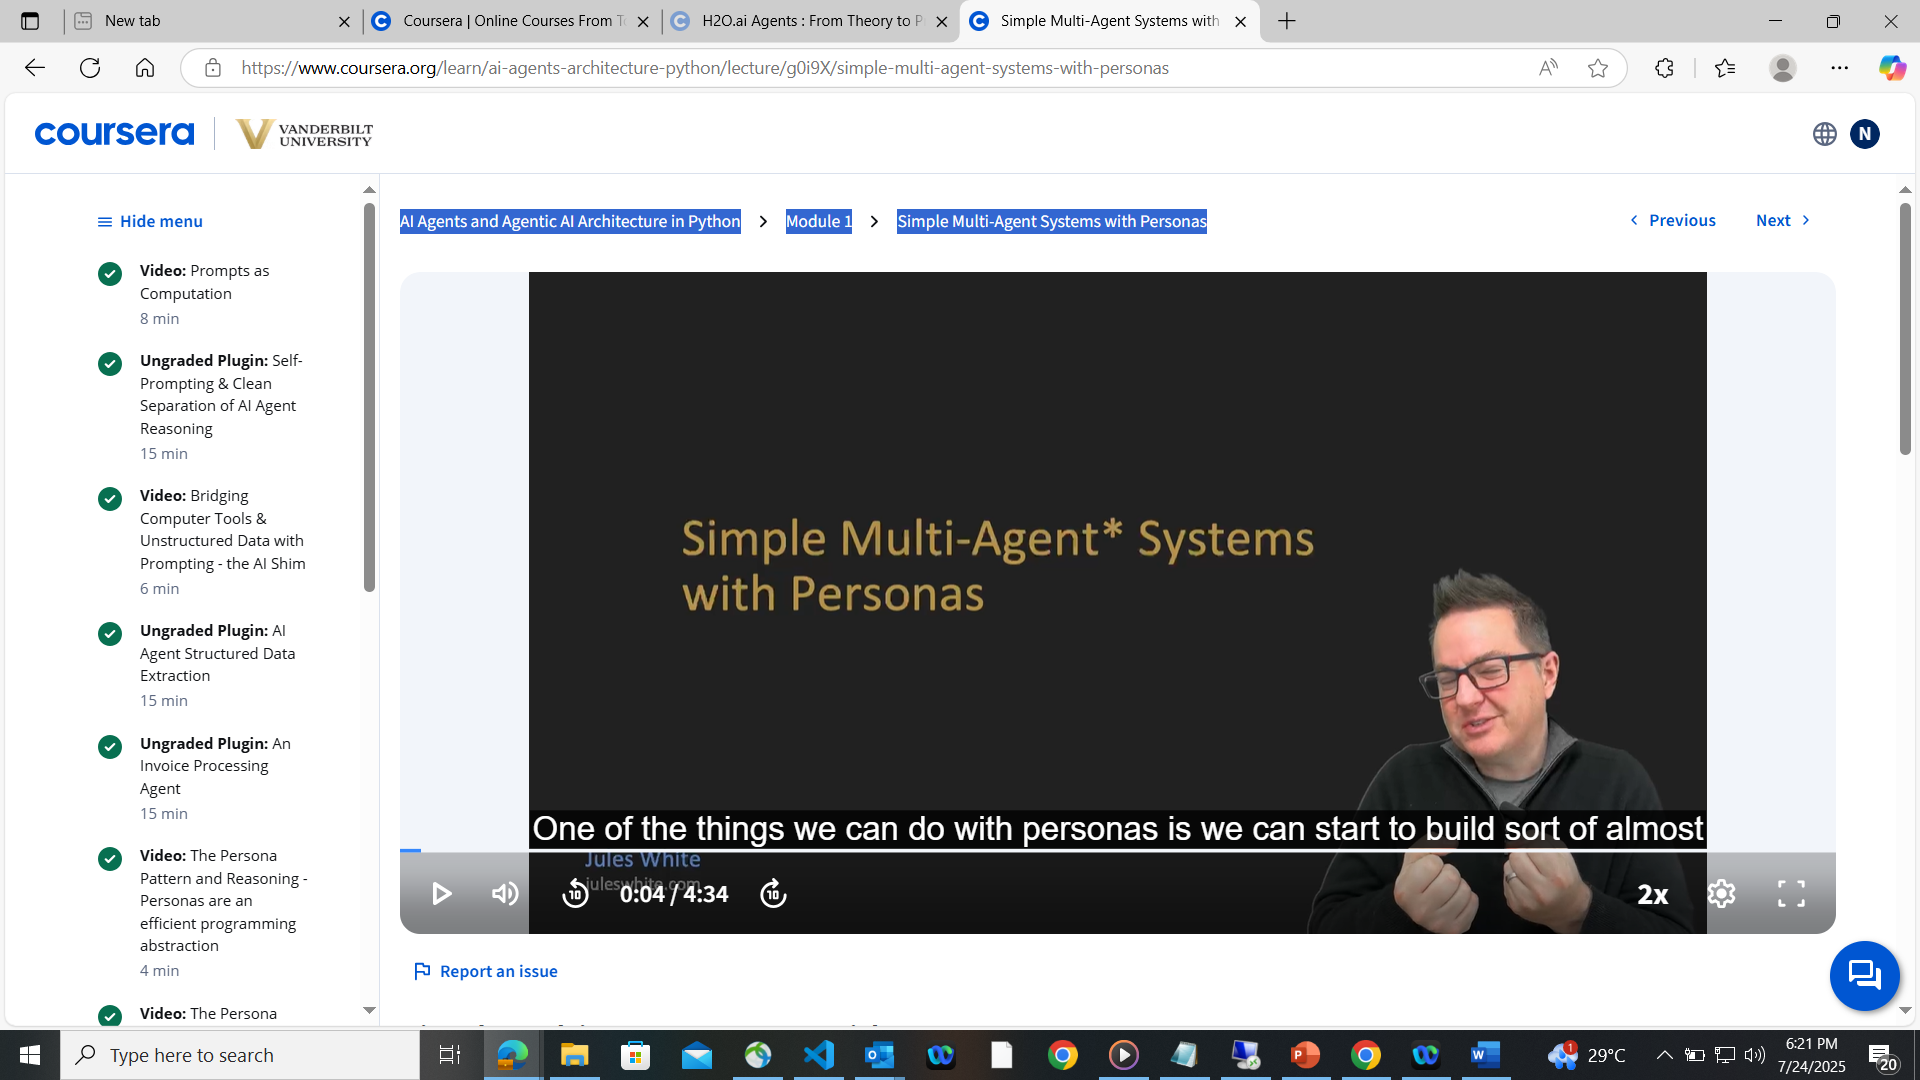 New tab
Coursera | Online Courses From T
H2O.ai Agents : From Theory to P
Simple Multi-Agent Systems with
https://www.coursera.org/learn/ai-agents-architecture-python/lecture/g0i9X/simple-multi-agent-systems-with-personas
coursera
VANDERBILT
UNIVERSITY
N
Hide menu
AI Agents and Agentic AI Architecture in Python
Module 1
Simple Multi-Agent Systems with Personas
Previous
Next
Video: Prompts as
Computation
8 min
Ungraded Plugin: Self-
Prompting & Clean
Separation of AI Agent
Reasoning
15 min
Video: Bridging
Computer Tools &
Unstructured Data with
Prompting - the AI Shim
6 min
Ungraded Plugin: AI
Agent Structured Data
Extraction
15 min
Ungraded Plugin: An
Invoice Processing
Agent
15 min
Video: The Persona
Pattern and Reasoning -
Personas are an
efficient programming
abstraction
4 min
Video: The Persona
Simple Multi-Agent* Systems
with Personas
One of the things we can do with personas is we can start to build sort of almost
Jules White
juleswhite.com
10
0:04 / 4:34
10
2x
Report an issue
Type here to search
1
29°C
6:21 PM
7/24/2025
20